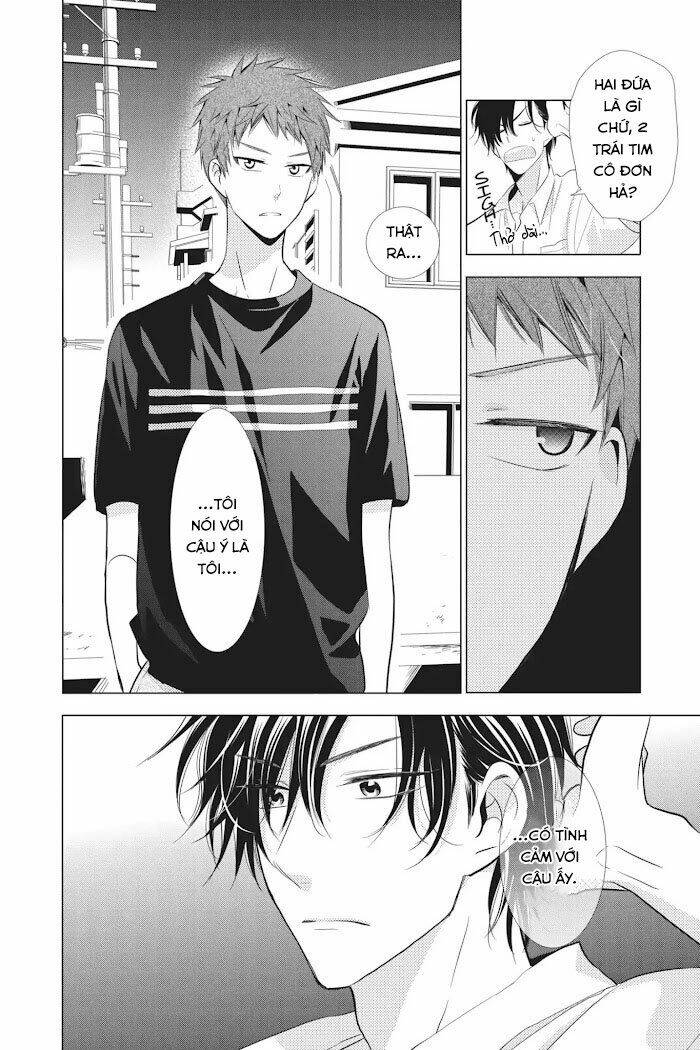 HAI ĐỨA
LÀ GÌ
CHỨ, 2
TRÁI TIM
CÔ ĐƠN
HẢ?
SIGH...
Thở dài...
THẬT
RA...
...TÔI
NÓI VỚI
CẬU Ý LÀ
TÔI...
...CÓ TÌNH
CẢM VỚI
CẬU ẤY.